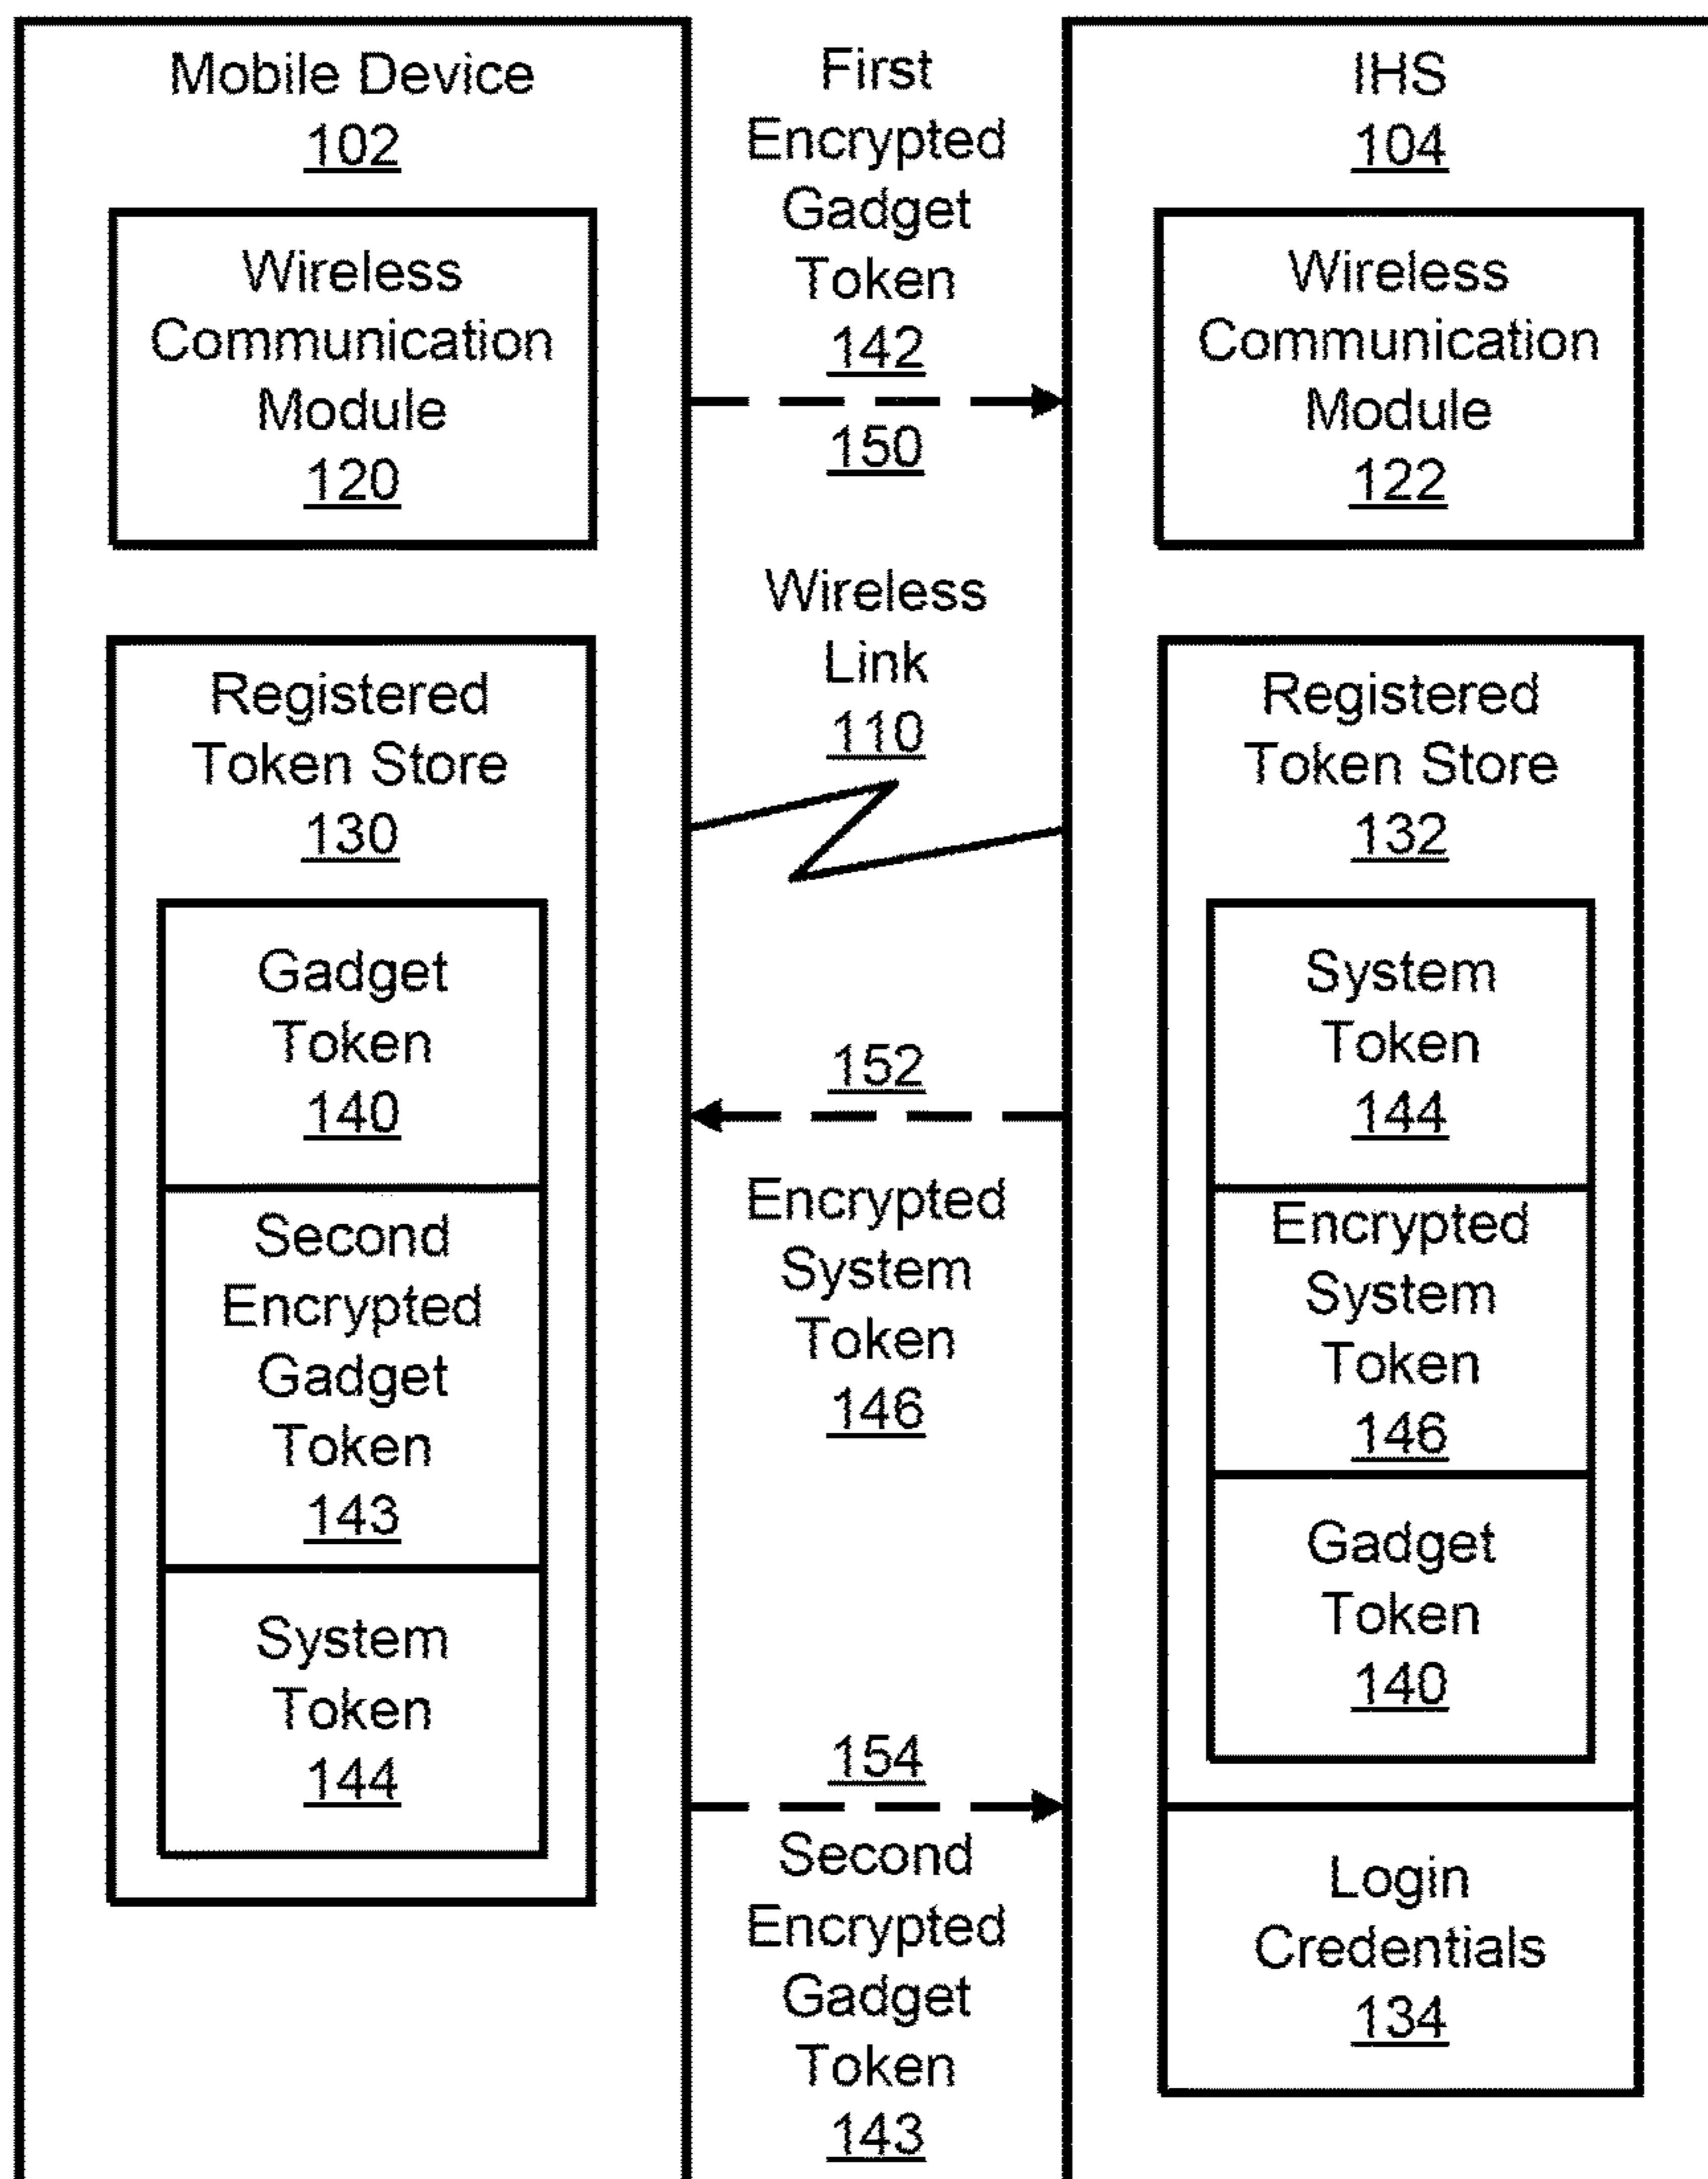 Mobile Device
102
Wireless
Communication
Module
120
Registered
Token Store
130
Gadget
Token
140
Second
Encrypted
Gadget
Token
143
System
Token
144
First
Encrypted
Gadget
Token
142
150
Wireless
Link
110
152
Encrypted
System
Token
146
154
Second
Encrypted
Gadget
Token
143
IHS
104
Wireless
Communication
Module
122
Registered
Token Store
132
System
Token
144
Encrypted
System
Token
146
Gadget
Token
140
Login
Credentials
134